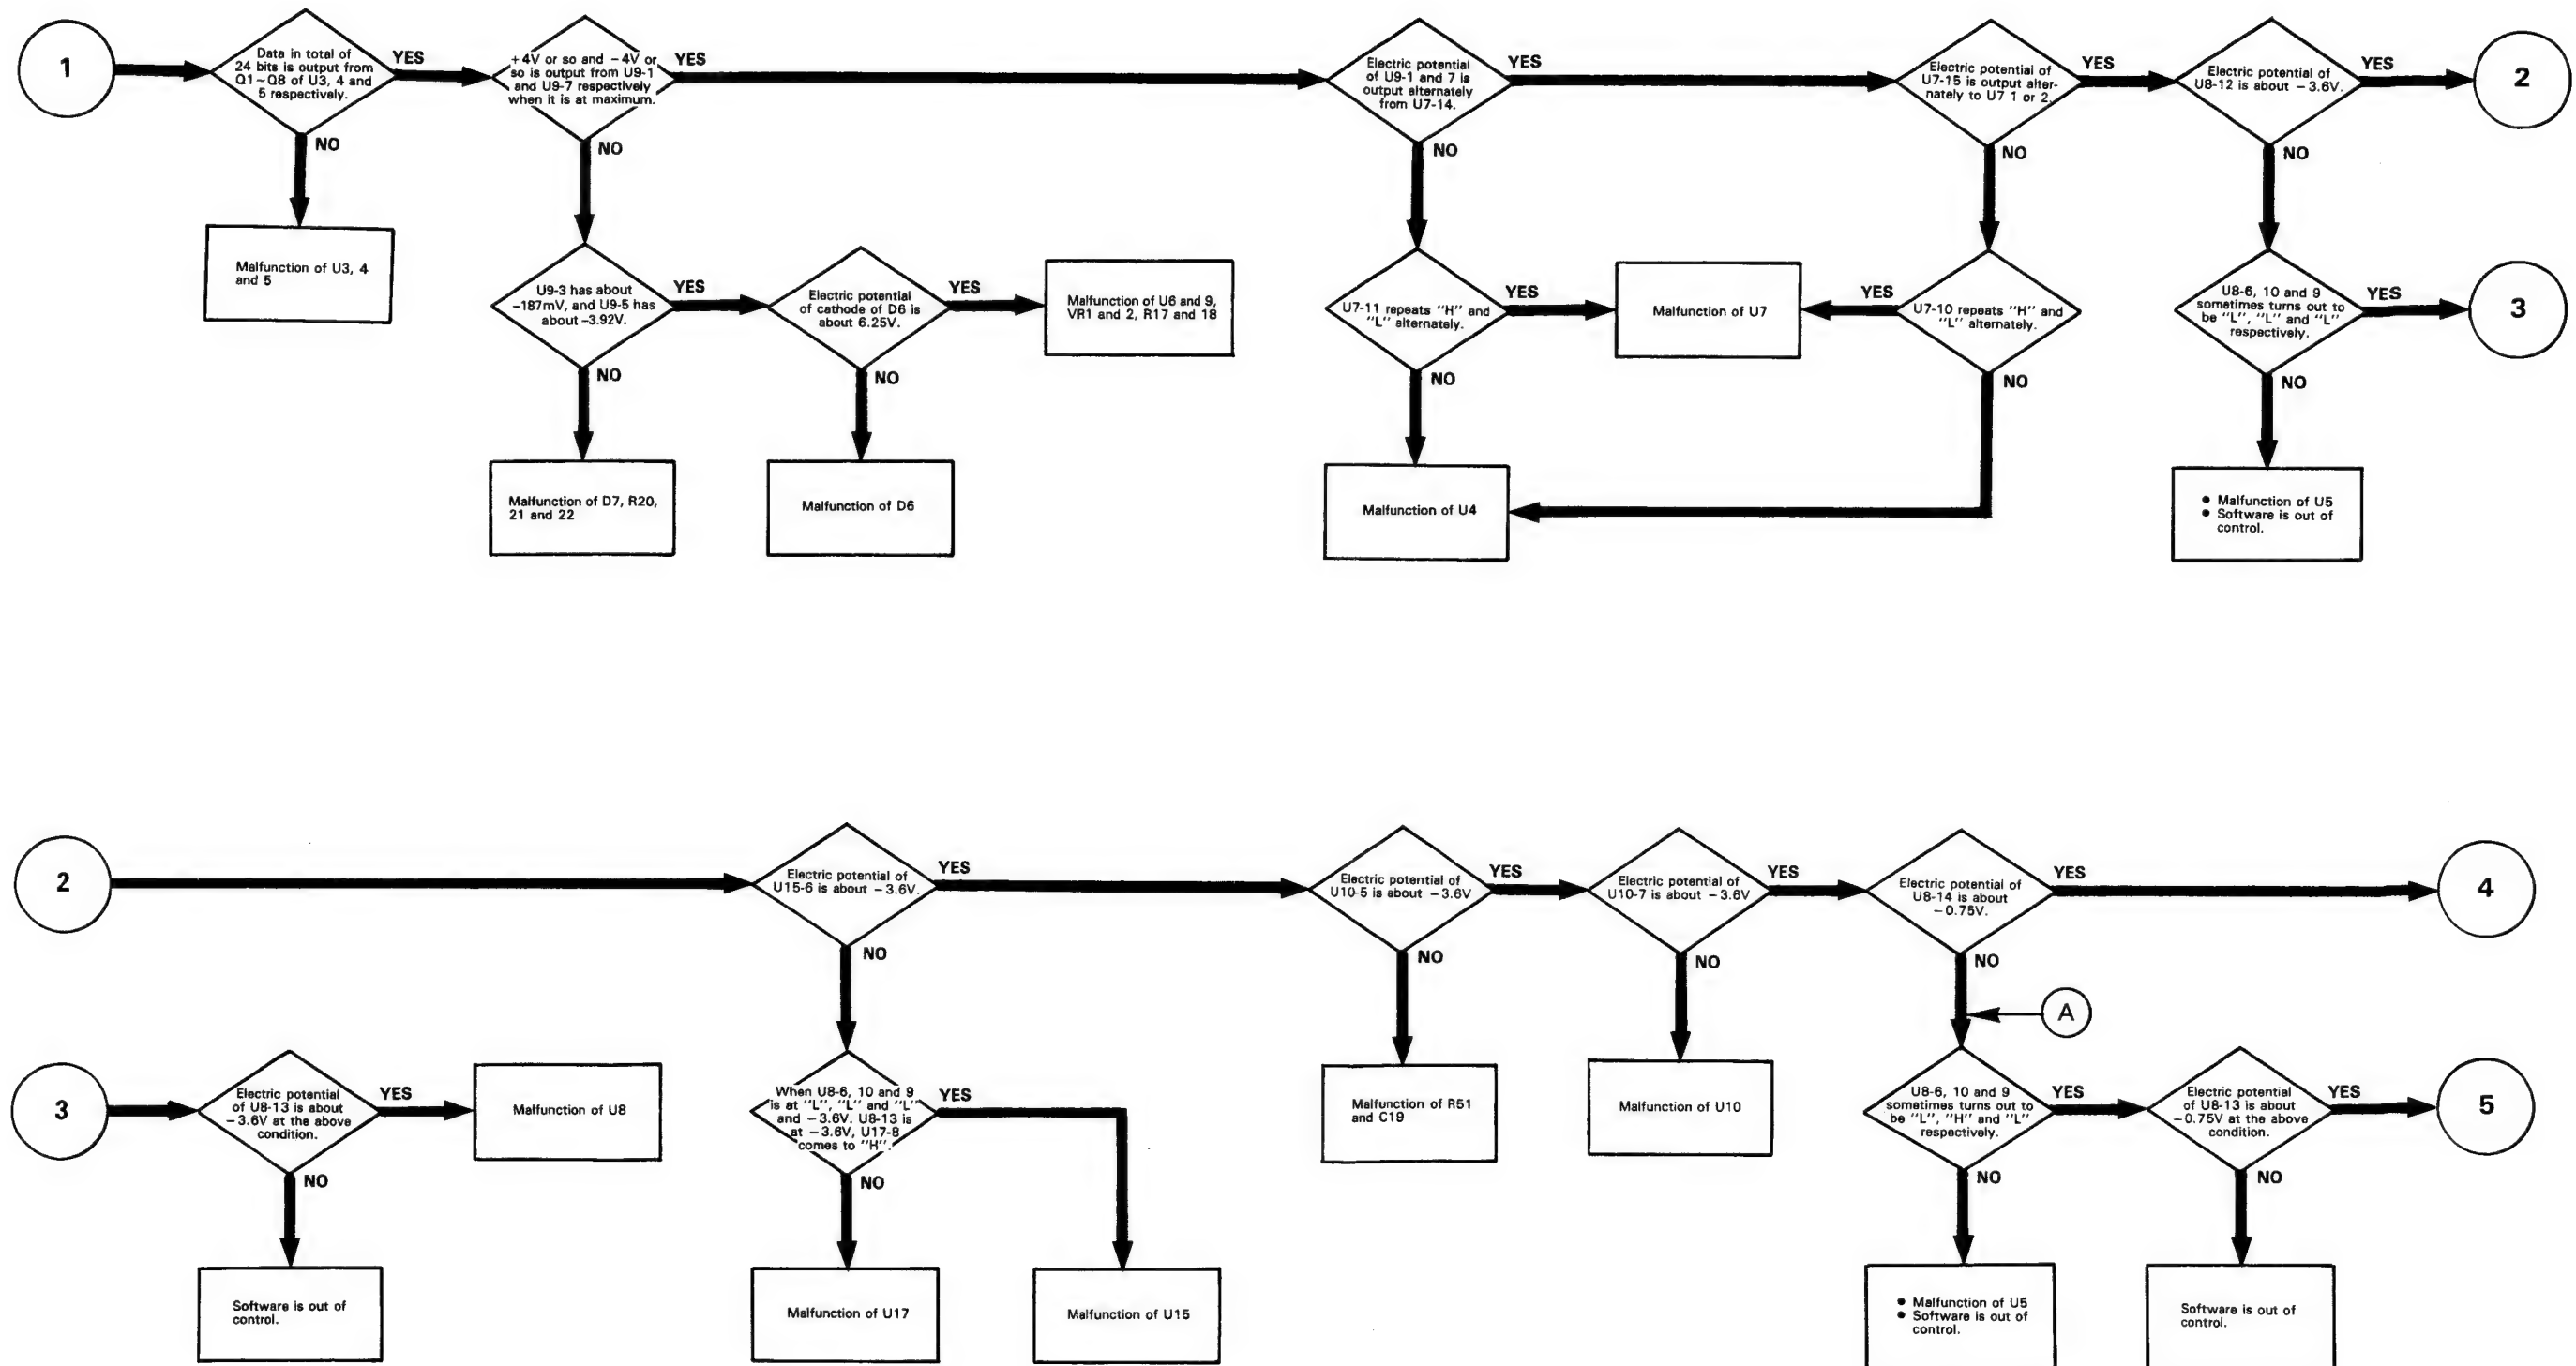 1
Data in total of
24 bits is output from
Q1~Q8 of U3, 4 and
5 respectively.
YES
NO
Malfunction of U3, 4
and 5
+4V or so and −4V or
so is output from U9-1
and U9-7 respectively
when it is at maximum.
YES
NO
U9-3 has about
-187mV, and U9-5 has
about -3.92V.
YES
NO
Malfunction of D7, R20,
21 and 22
Electric potential
of cathode of D6 is
about 6.25V.
YES
NO
Malfunction of D6
Malfunction of U6 and 9,
VR1 and 2, R17 and 18
Electric potential
of U9-1 and 7 is
output alternately
from U7-14.
YES
NO
U7-11 repeats "H" and
"L" alternately.
YES
NO
Malfunction of U4
Malfunction of U7
Electric potential of
U7-15 is output alter-
nately to U7 1 or 2.
YES
NO
U7-10 repeats "H" and
"L" alternately.
YES
NO
Electric potential of
U8-12 is about −3.6V.
YES
2
NO
U8-6, 10 and 9
sometimes turns out to
be "L", "L" and "L"
respectively.
YES
3
NO
● Malfunction of U5
● Software is out of
control.
2
Electric potential of
U15-6 is about −3.6V.
YES
NO
When U8-6, 10 and 9
is at "L", "L" and "L"
and −3.6V. U8-13 is
at −3.6V, U17-8
comes to "H".
YES
NO
Malfunction of U17
Malfunction of U15
Electric potential of
U10-5 is about −3.6V
YES
NO
Malfunction of R51
and C19
Electric potential of
U10-7 is about −3.6V
YES
NO
Malfunction of U10
Electric potential of
U8-14 is about
−0.75V.
YES
4
NO
A
U8-6, 10 and 9
sometimes turns out to
be "L", "H" and "L"
respectively.
YES
NO
● Malfunction of U5
● Software is out of
control.
Electric potential
of U8-13 is about
−0.75V at the above
condition.
YES
5
NO
Software is out of
control.
3
Electric potential
of U8-13 is about
−3.6V at the above
condition.
YES
NO
Malfunction of U8
Software is out of
control.